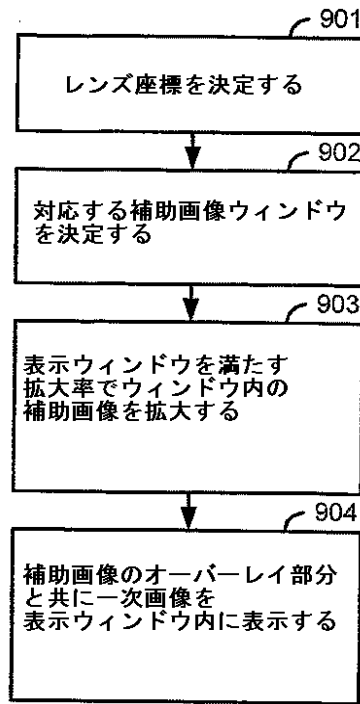 901
レンズ座標を決定する
902
対応する補助画像ウィンドウ
を決定する
903
表示ウィンドウを満たす
拡大率でウィンドウ内の
補助画像を拡大する
904
補助画像のオーバーレイ部分
と共に一次画像を
表示ウィンドウ内に表示する